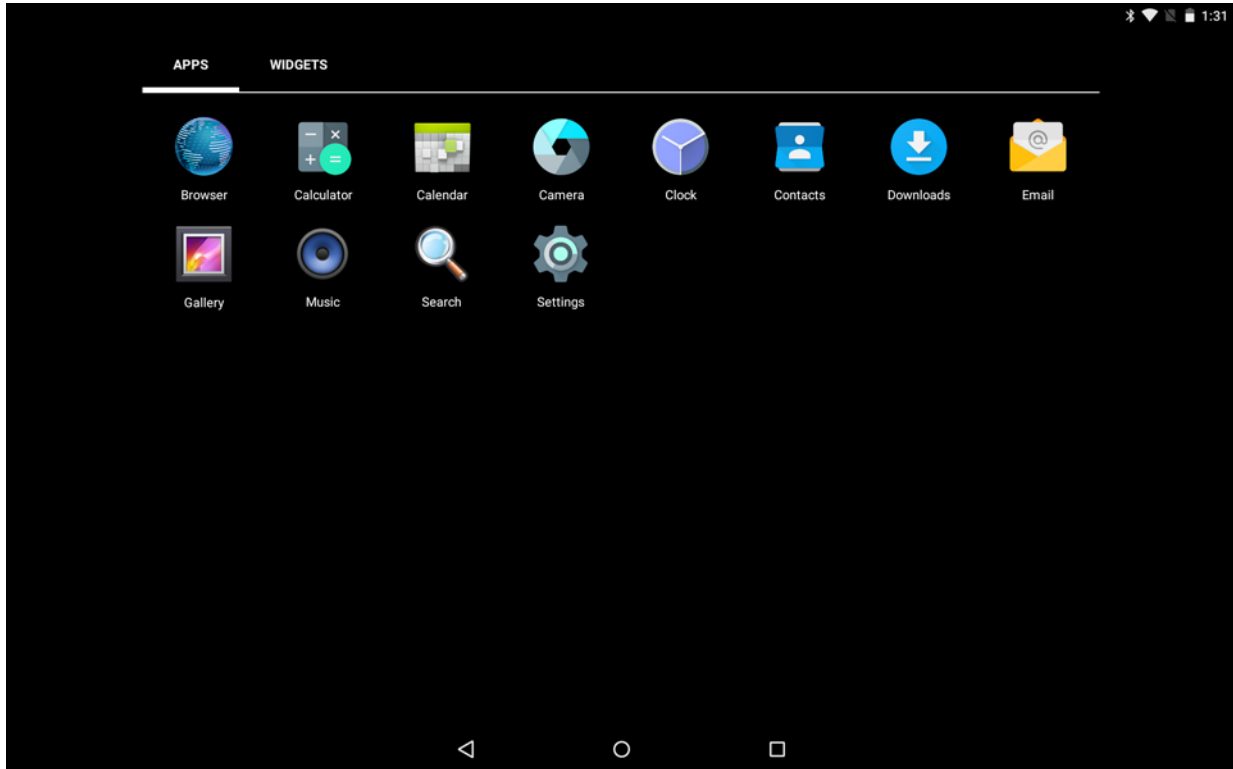 1:31
APPS WIDGETS
Browser Calculator Calendar Camera Clock Contacts Downloads Email
Gallery Music Search Settings